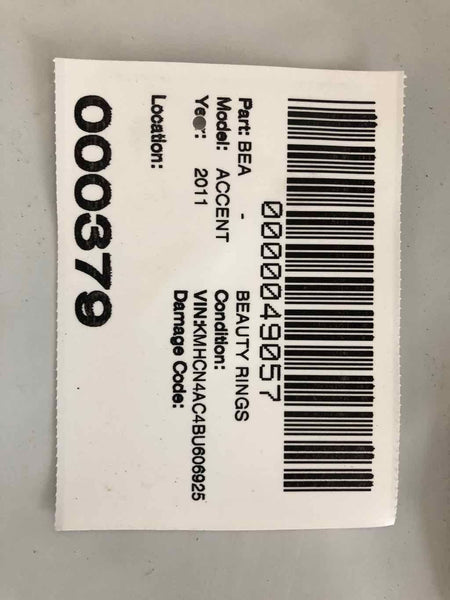 0000049057
Part: BEA - BEAUTY RINGS
Model: ACCENT Condition:
Year: 2011 VIN:KMHCN4AC4BU606925
Damage Code:
Location:
000379